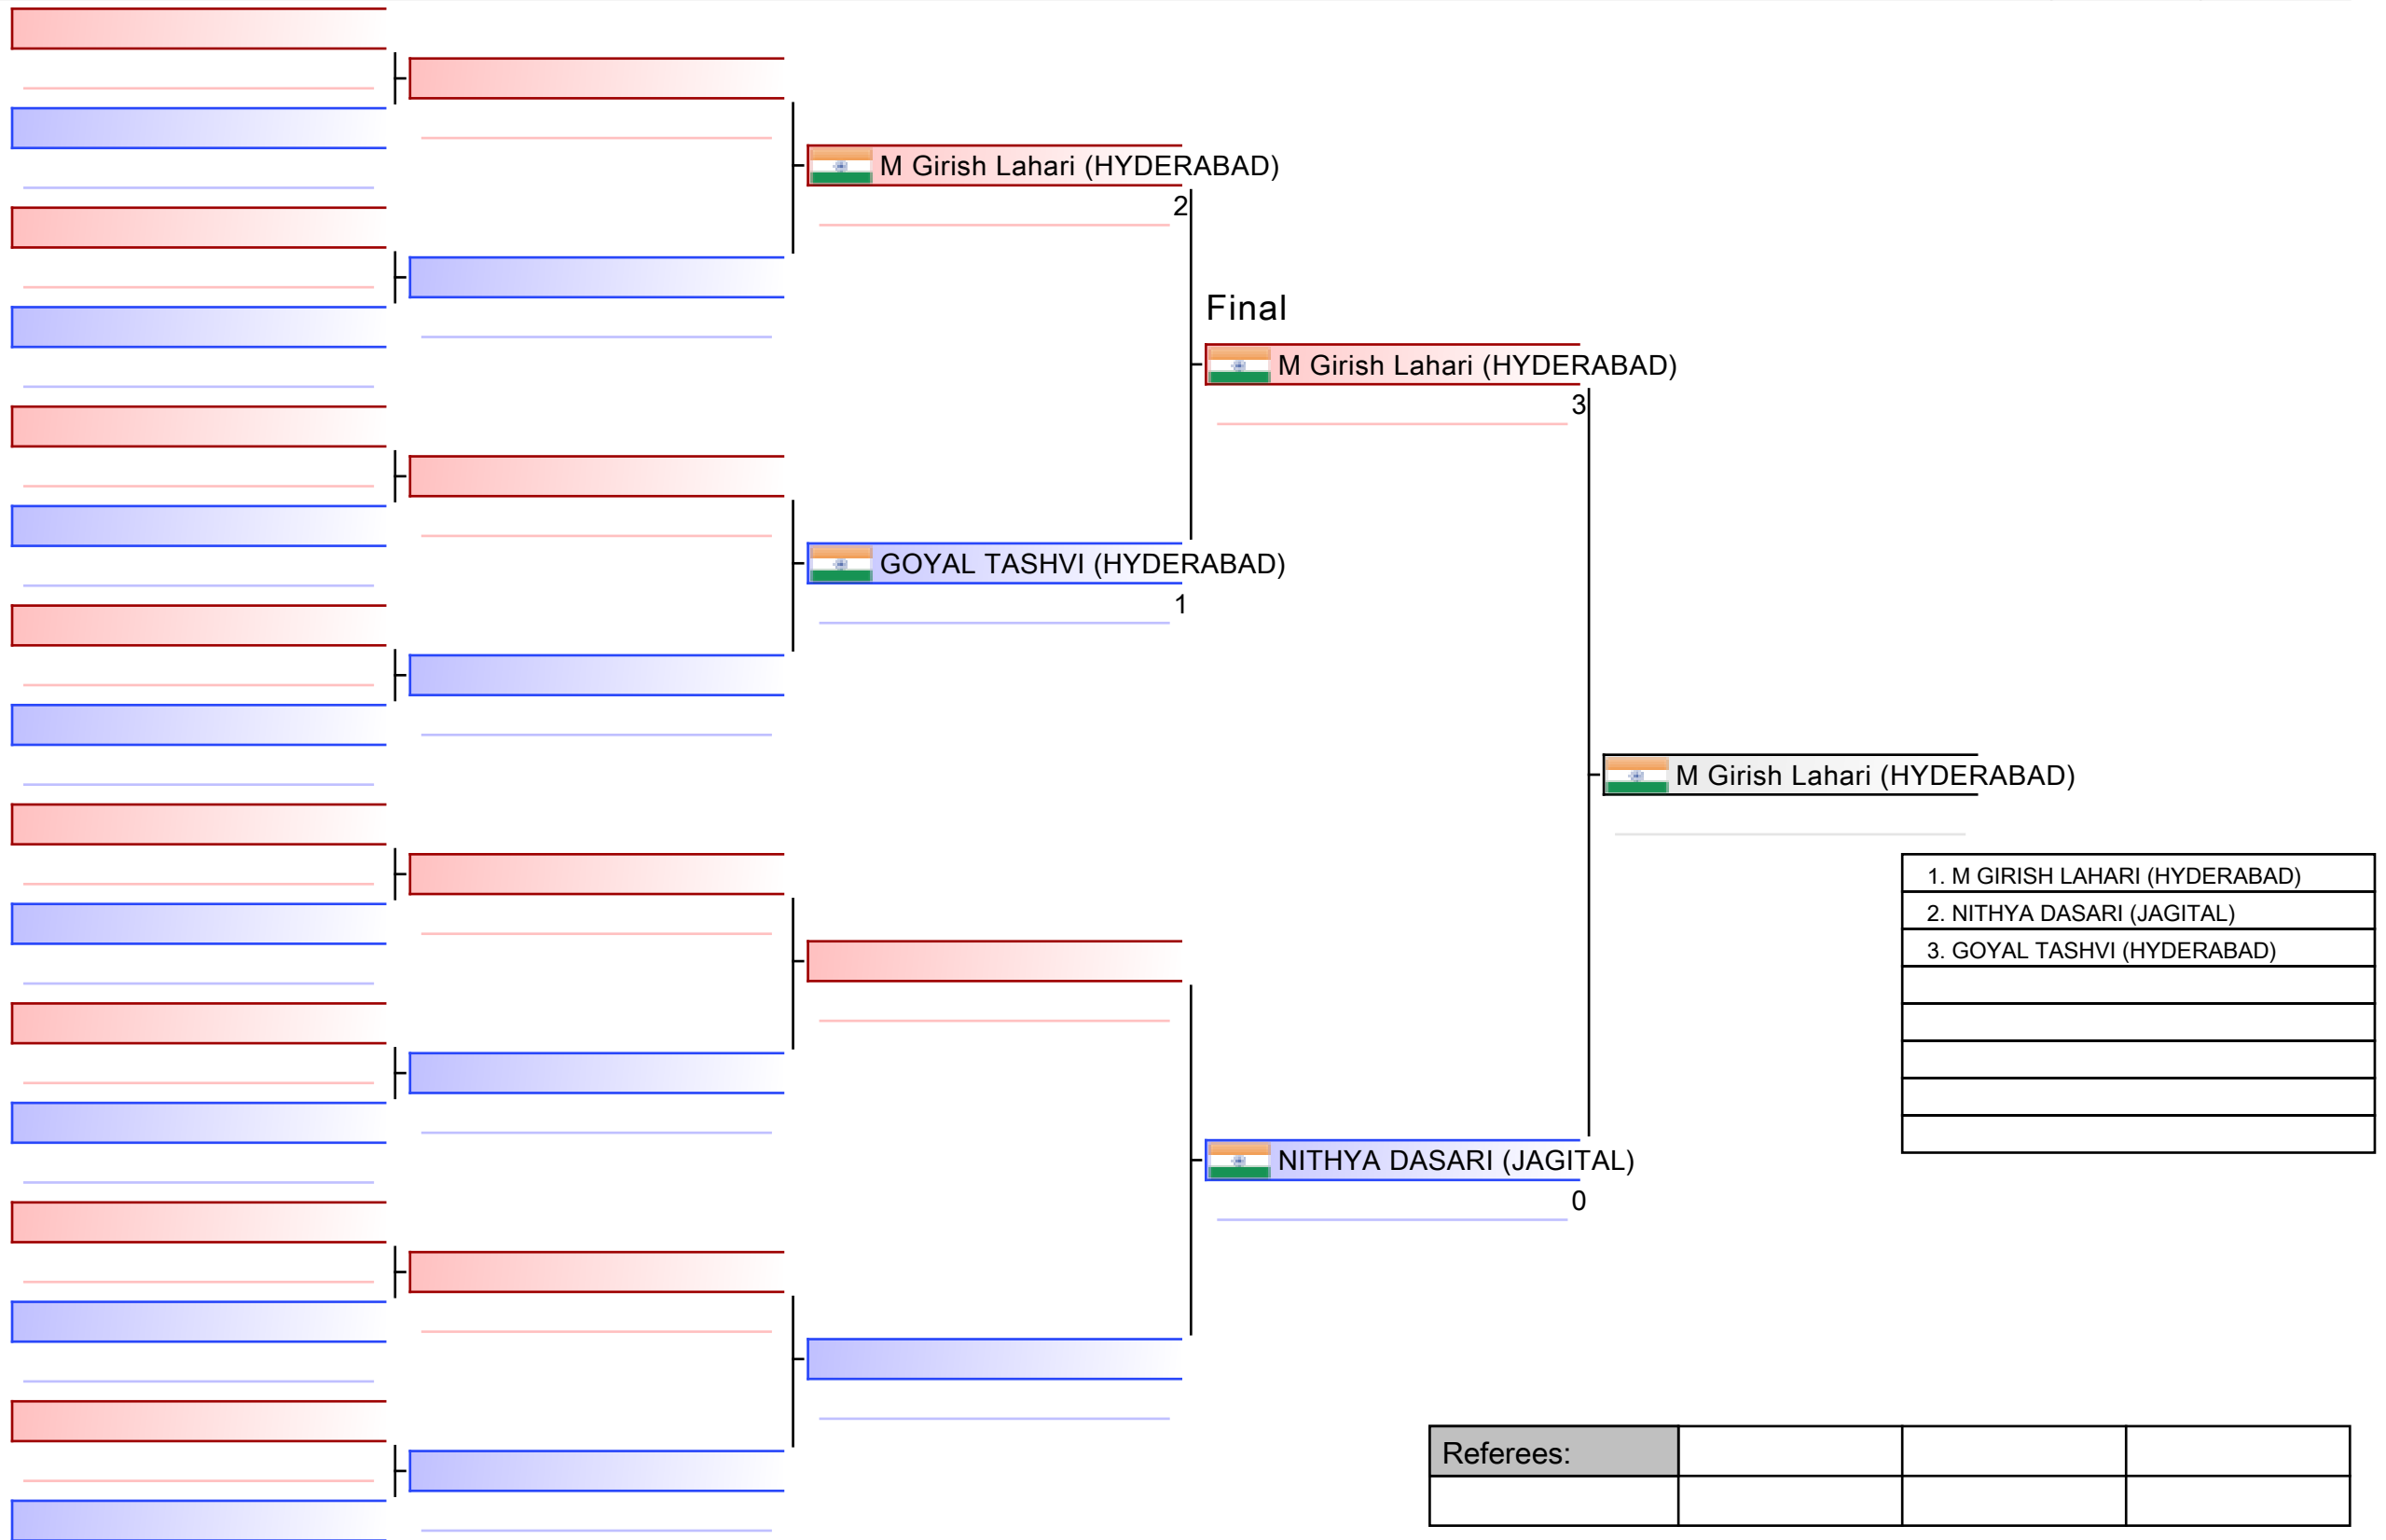 M Girish Lahari (HYDERABAD)
2
Final
M Girish Lahari (HYDERABAD)
3
GOYAL TASHVI (HYDERABAD)
1
M Girish Lahari (HYDERABAD)
1. M GIRISH LAHARI (HYDERABAD)
2. NITHYA DASARI (JAGITAL)
3. GOYAL TASHVI (HYDERABAD)
NITHYA DASARI (JAGITAL)
0
Referees: